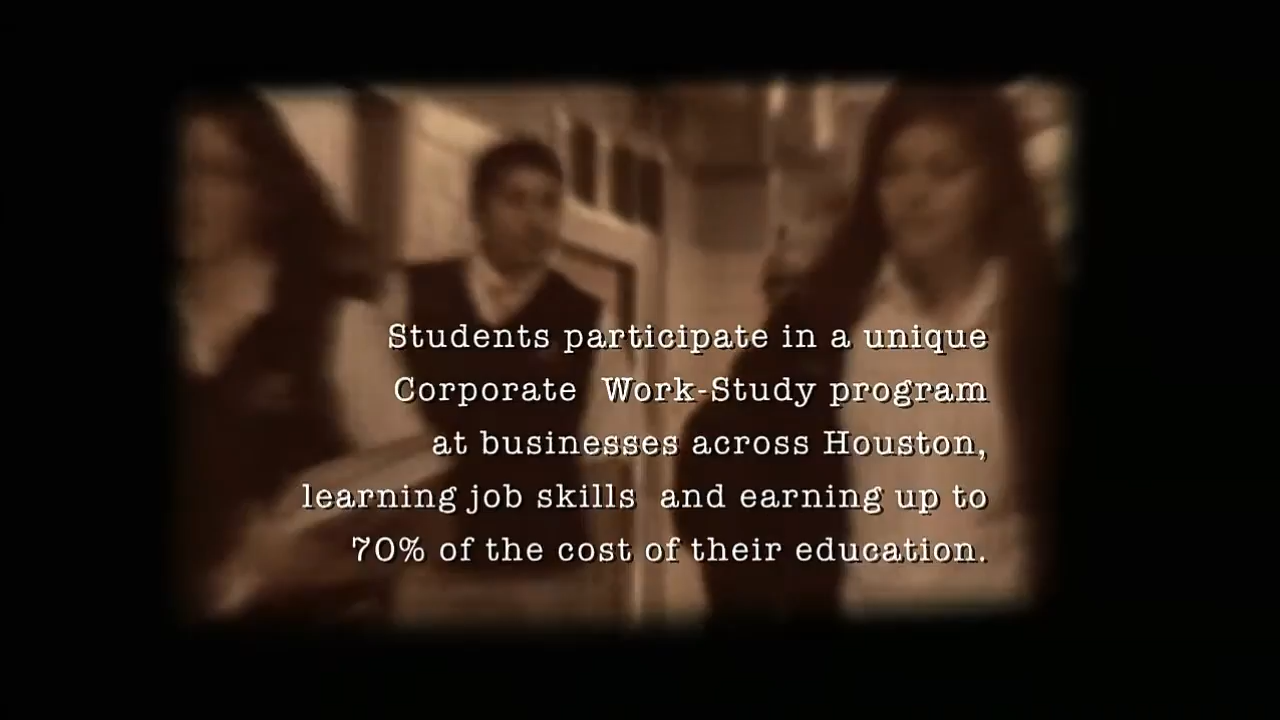 Students participate in a unique
Corporate Work-Study program
at businesses across Houston,
learning job skills and earning up to
70% of the cost of their education.